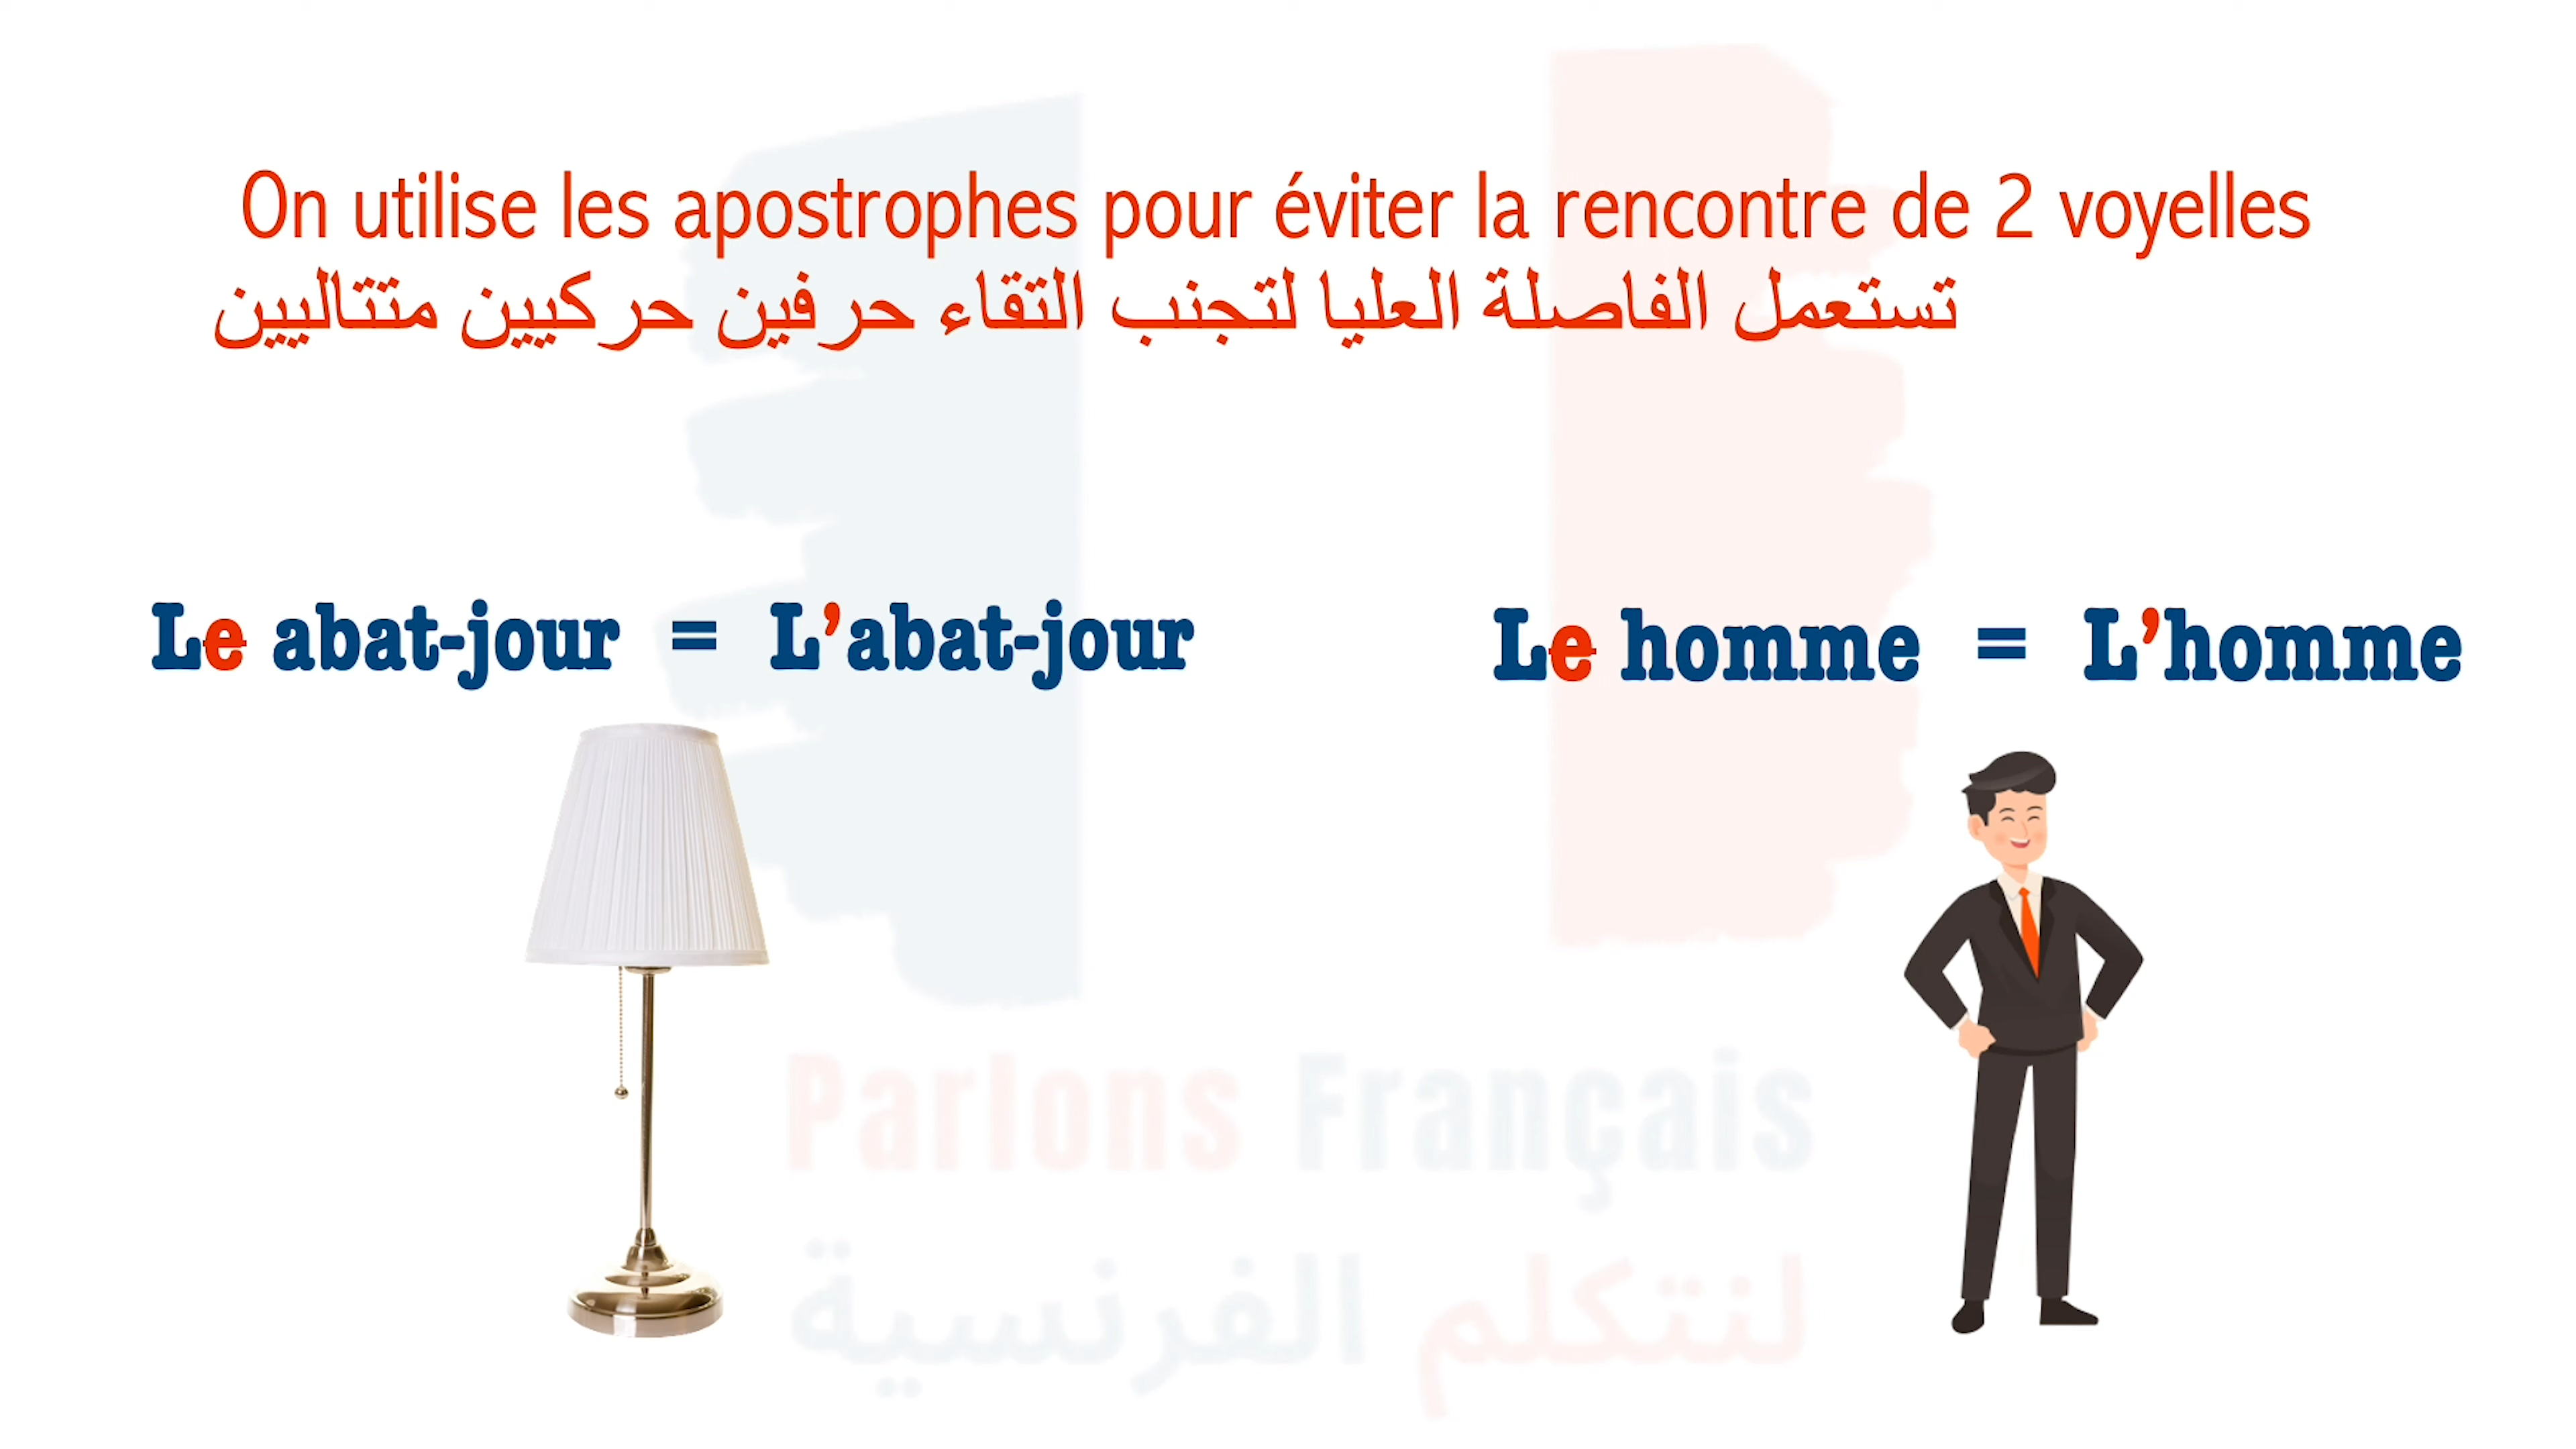 On utilise les apostrophes pour éviter la rencontre de 2 voyelles
تستعمل الفاصلة العليا لتجنب التقاء حرفين حركيين متتاليين
Le abat-jour = L’abat-jour
Le homme = L’homme
Parlons Français
لنتكلم الفرنسية